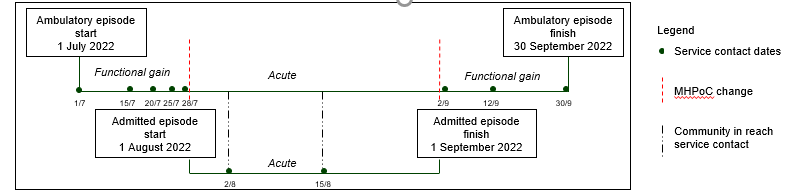 Ambulatory episode
start
1 July 2022
Ambulatory episode
finish
30 September 2022
Legend
Service contact dates
MHPoC change
Community in reach
service contact
Functional gain
Acute
Functional gain
1/7
15/7
20/7
25/7
28/7
2/9
12/9
30/9
Admitted episode
start
1 August 2022
Admitted episode
finish
1 September 2022
Acute
2/8
15/8